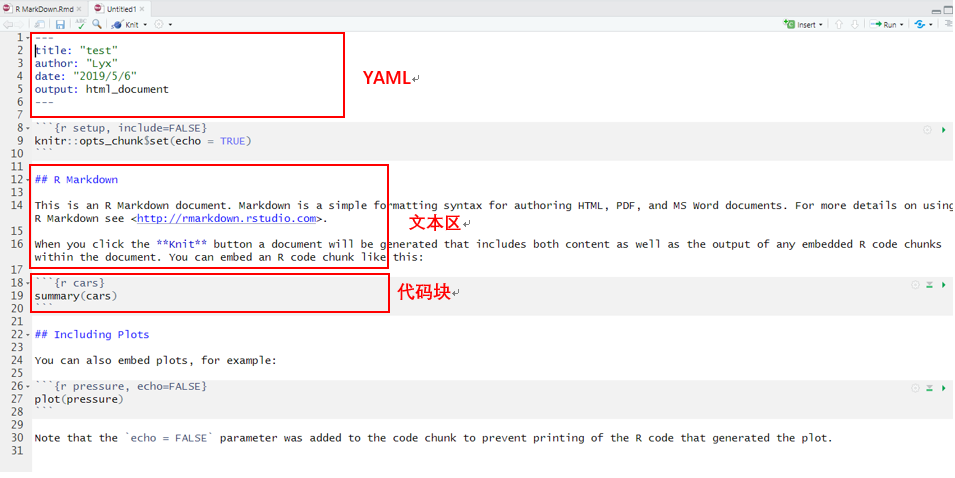 R MarkDown.Rmd × Untitled1 ×
ABC Knit Insert Run
1 ---
2 title: "test"
3 author: "Lyx"
4 date: "2019/5/6"
5 output: html_document
6 ---
YAML
7
8 ```{r setup, include=FALSE}
9 knitr::opts_chunk$set(echo = TRUE)
10 ```
11
12 ## R Markdown
13
14 This is an R Markdown document. Markdown is a simple formatting syntax for authoring HTML, PDF, and MS Word documents. For more details on using
R Markdown see <http://rmarkdown.rstudio.com>.
文本区
15
16 When you click the **Knit** button a document will be generated that includes both content as well as the output of any embedded R code chunks
within the document. You can embed an R code chunk like this:
17
18 ```{r cars}
19 summary(cars)
20 ```
代码块
21
22 ## Including Plots
23
24 You can also embed plots, for example:
25
26 ```{r pressure, echo=FALSE}
27 plot(pressure)
28 ```
29
30 Note that the `echo = FALSE` parameter was added to the code chunk to prevent printing of the R code that generated the plot.
31